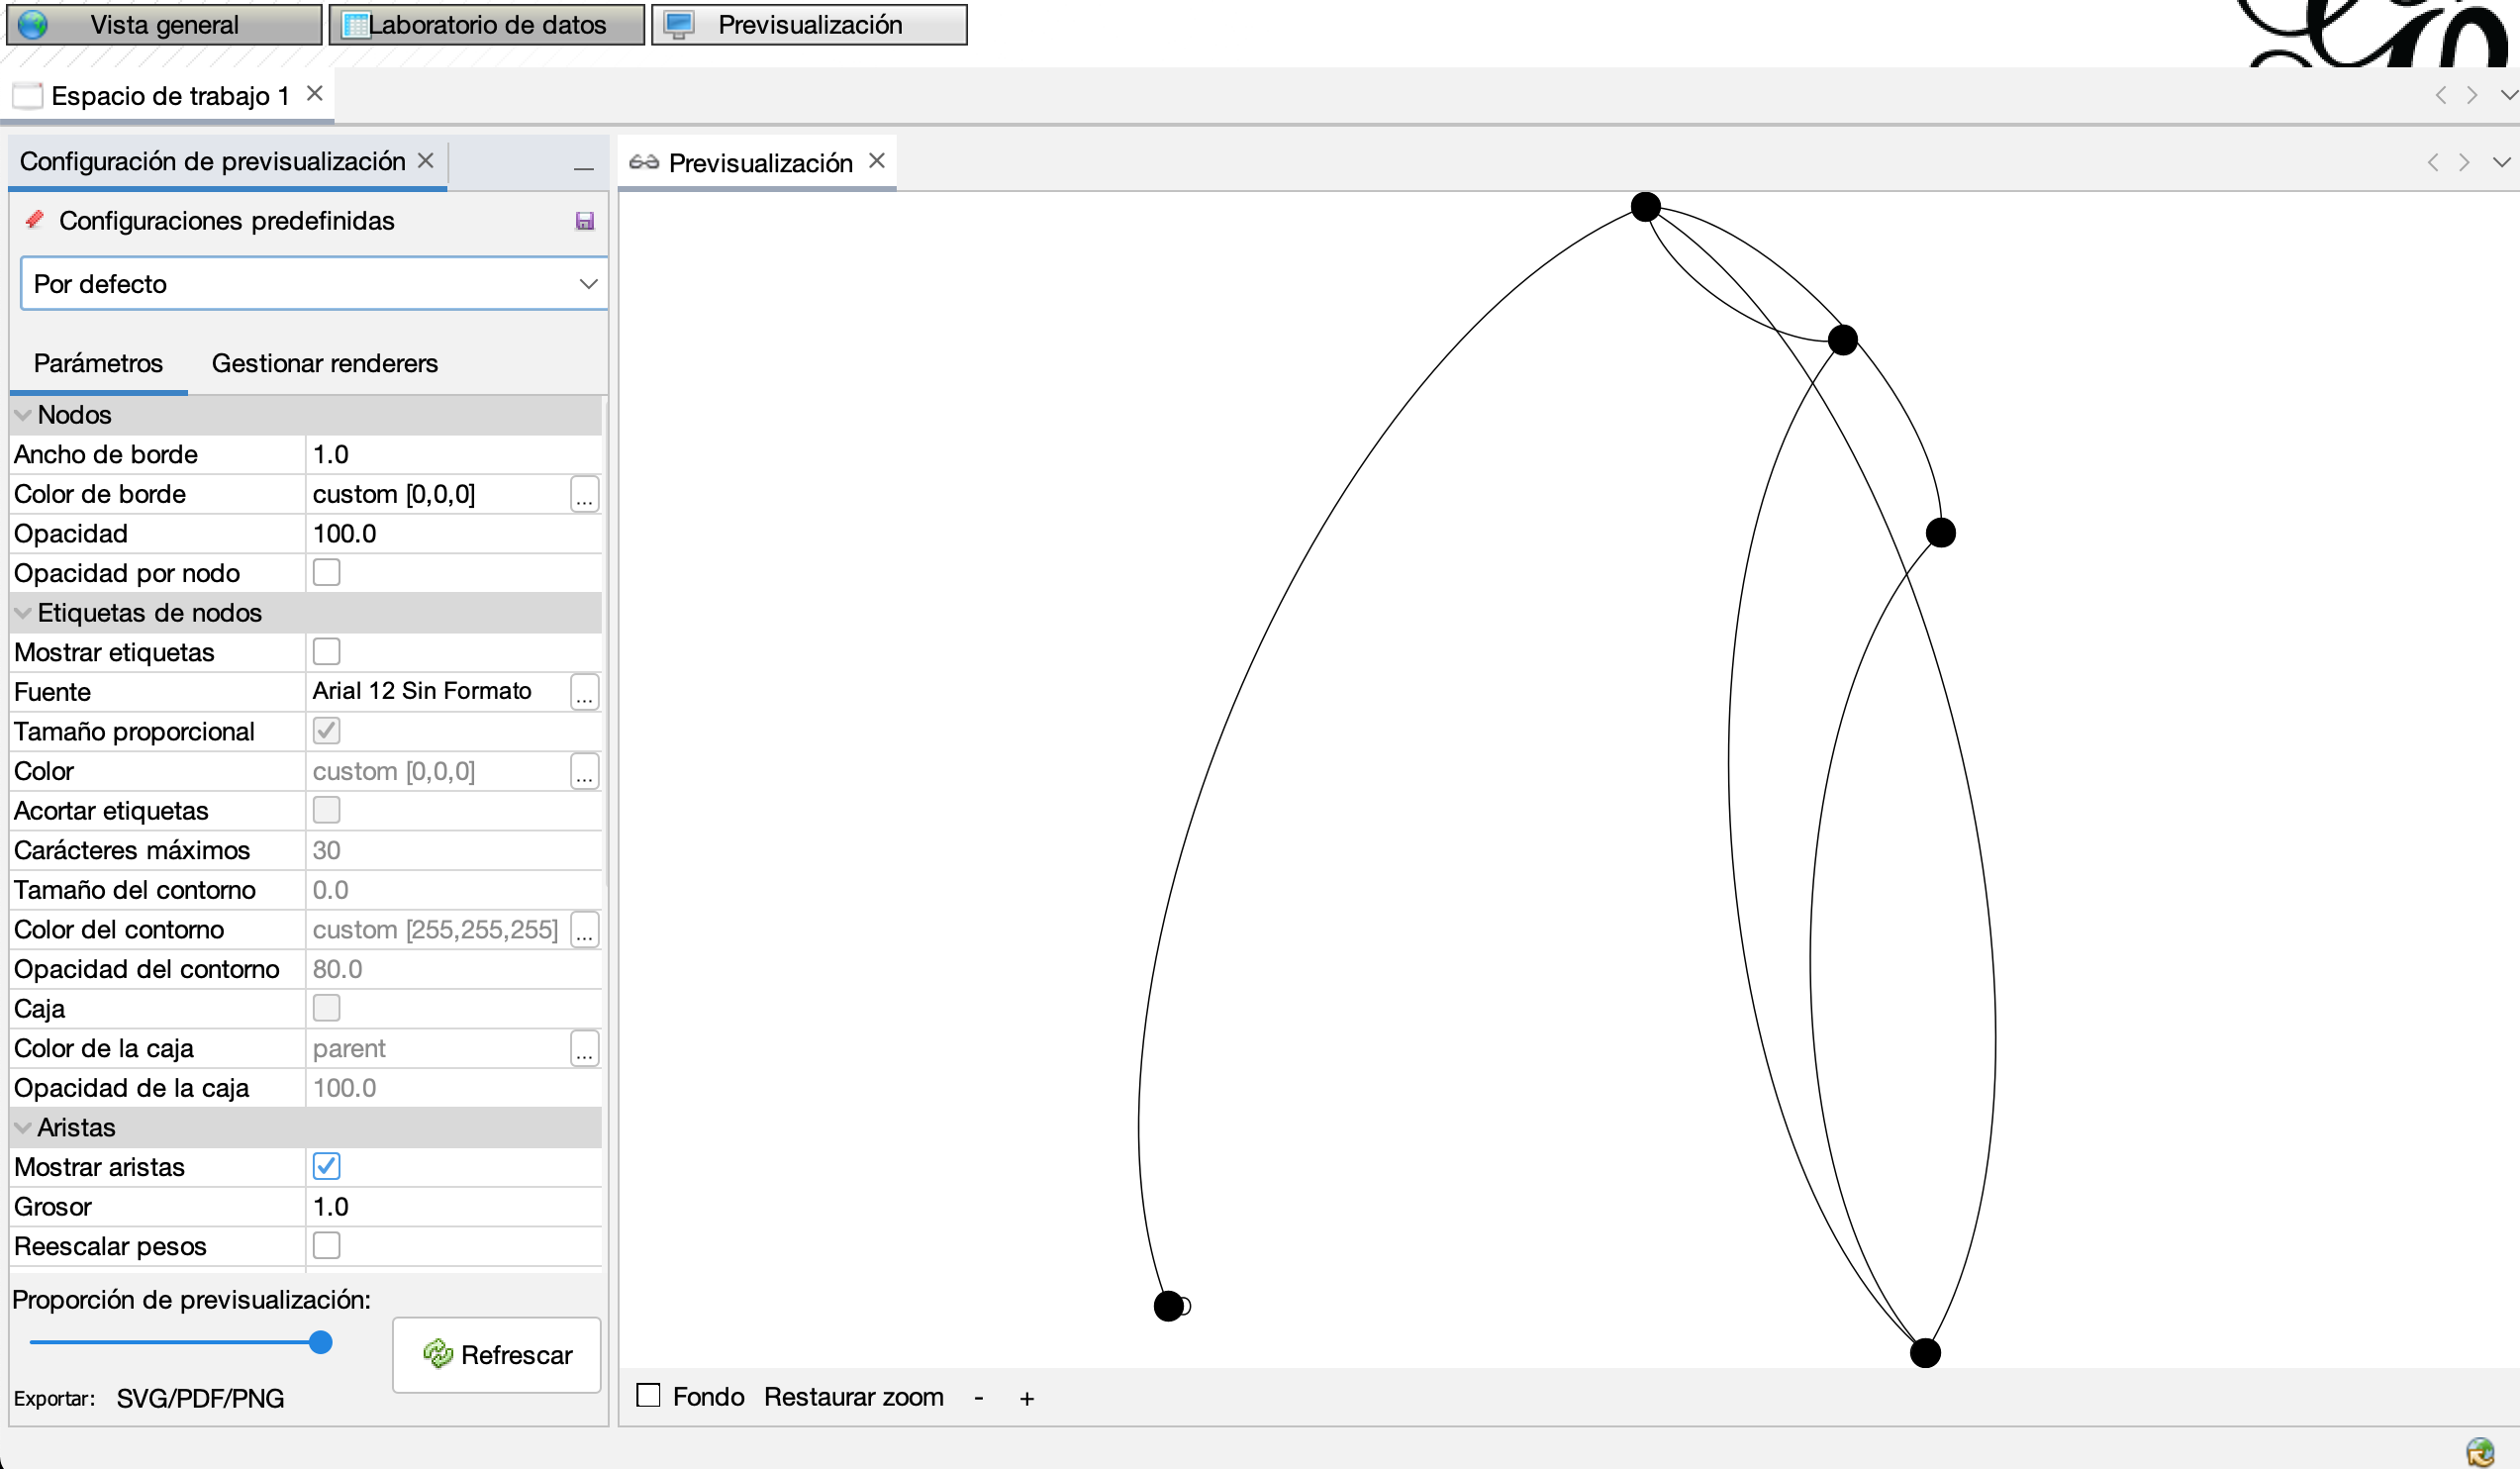 Vista general
Laboratorio de datos
Previsualización
Espacio de trabajo 1
Configuración de previsualización
Previsualización
Configuraciones predefinidas
Por defecto
Parámetros
Gestionar renderers
Nodos
Ancho de borde 1.0
Color de borde custom [0,0,0] ...
Opacidad 100.0
Opacidad por nodo
Etiquetas de nodos
Mostrar etiquetas
Fuente Arial 12 Sin Formato ...
Tamaño proporcional
Color custom [0,0,0] ...
Acortar etiquetas
Carácteres máximos 30
Tamaño del contorno 0.0
Color del contorno custom [255,255,255] ...
Opacidad del contorno 80.0
Caja
Color de la caja parent ...
Opacidad de la caja 100.0
Aristas
Mostrar aristas
Grosor 1.0
Reescalar pesos
Proporción de previsualización:
Refrescar
Exportar: SVG/PDF/PNG
Fondo Restaurar zoom - +